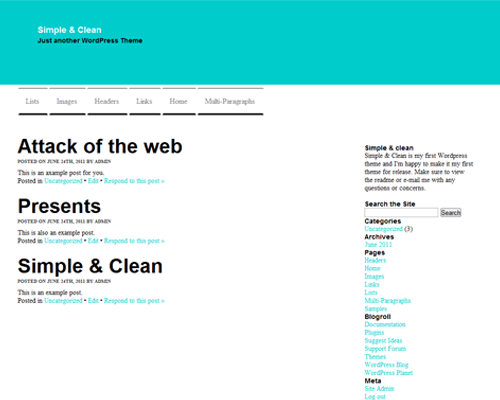 Simple & Clean
Just another WordPress Theme
Lists Images Headers Links Home Multi-Paragraphs
Attack of the web
POSTED ON JUNE 24TH, 2011 BY ADMIN
This is an axample post for you.
Posted in Uncategorized • Edit • Respond to this post »
Presents
POSTED ON JUNE 24TH, 2011 BY ADMIN
This is also an example post.
Posted in Uncategorized • Edit • Respond to this post »
Simple & Clean
POSTED ON JUNE 24TH, 2011 BY ADMIN
This is an example post.
Posted in Uncategorized • Edit • Respond to this post »
Simple & clean
Simple & Clean is my first Wordpress
theme and I'm happy to make it my first
theme for release. Make sure to view
the readme or e-mail me with any
questions or concerns.
Search the Site
Search
Categories
Uncategorized (3)
Archives
June 2011
Pages
Headers
Home
Images
Links
Lists
Multi-Paragraphs
Samples
Blogroll
Documentation
Plugins
Suggest Ideas
Support Forum
Themes
WordPress Blog
WordPress Planet
Meta
Site Admin
Log out